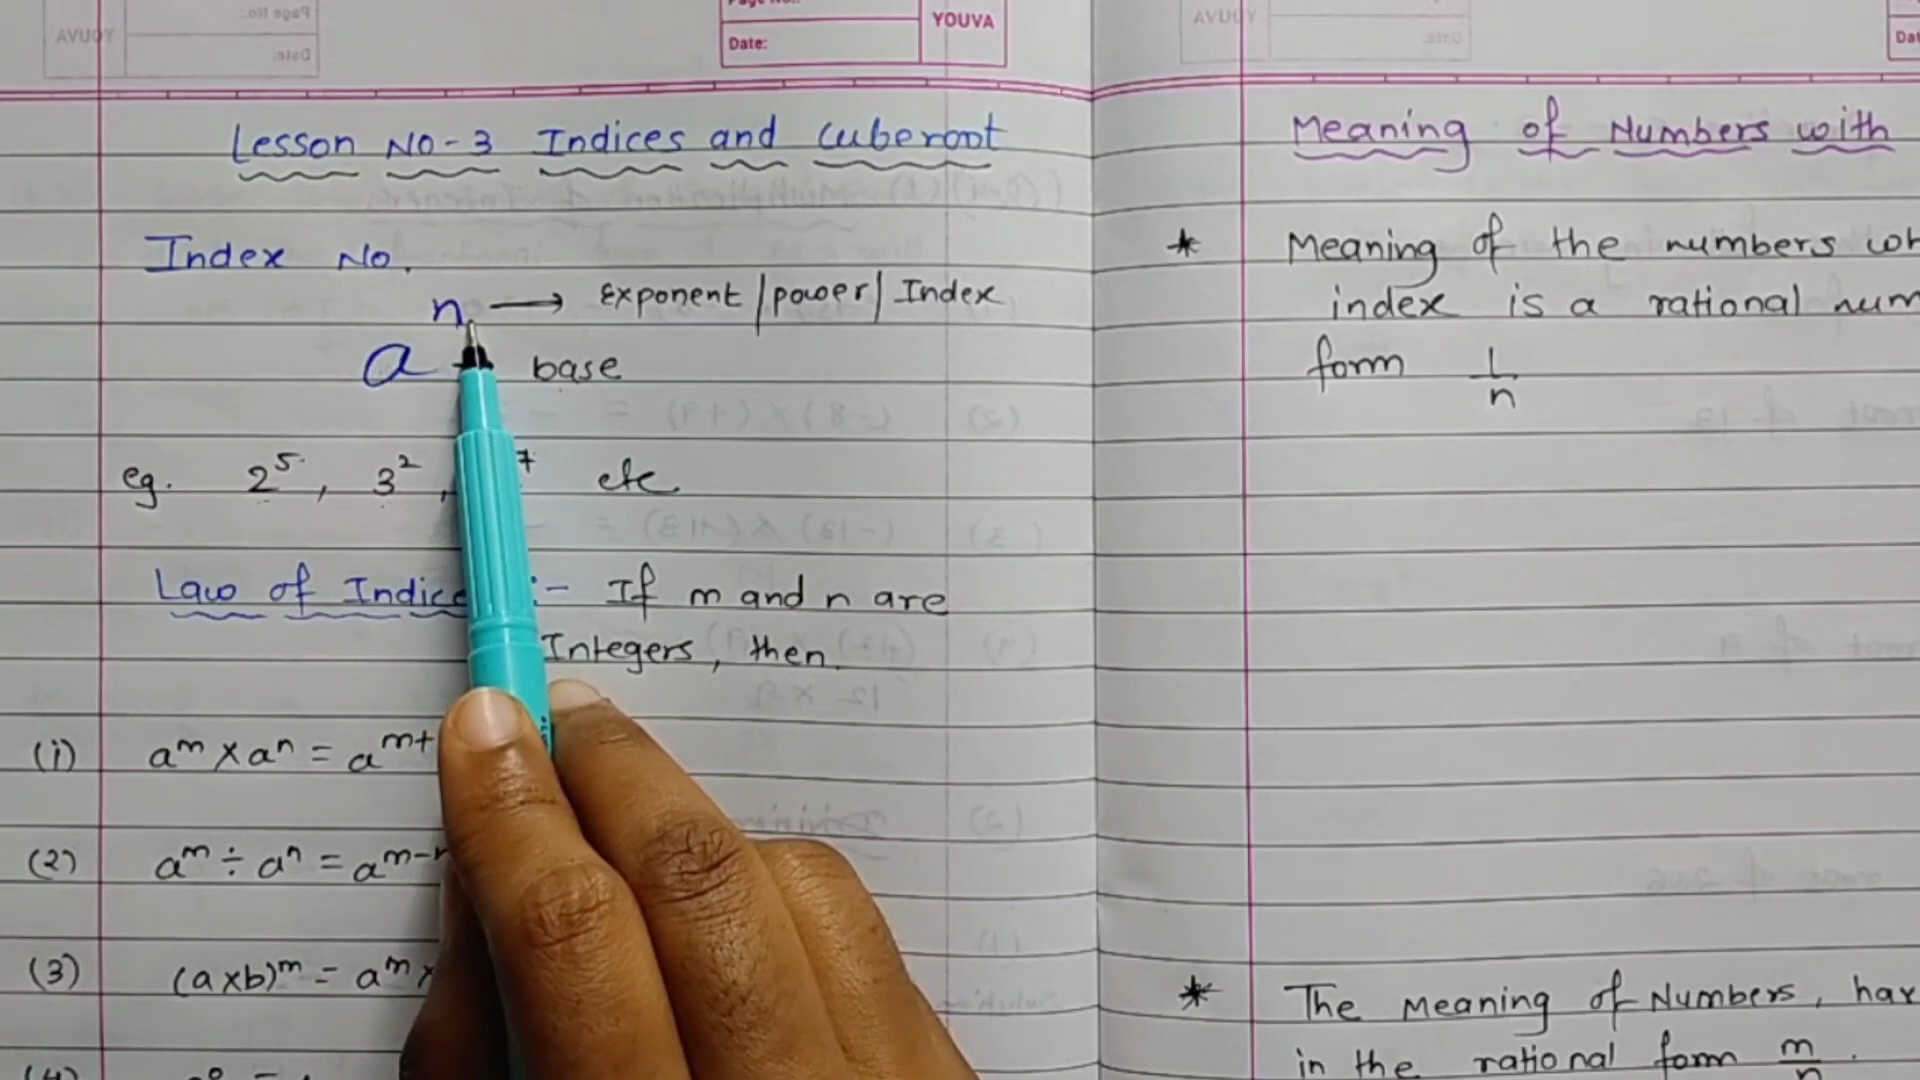 Date:
YOUVA
Lesson No-3 Indices and Cuberoot
Index No.
n → Exponent/power/Index
a base
eg. 2⁵, 3², ⁷ etc
Law of Indice :- If m and n are
Integers, then
(1) aᵐ × aⁿ = aᵐ⁺
(2) aᵐ ÷ aⁿ = aᵐ⁻
(3) (a×b)ᵐ = aᵐ ×
Meaning of Numbers with
* Meaning of the numbers
index is a rational num
form 1/n
* The Meaning of Numbers, hav
in the rational form m/n.